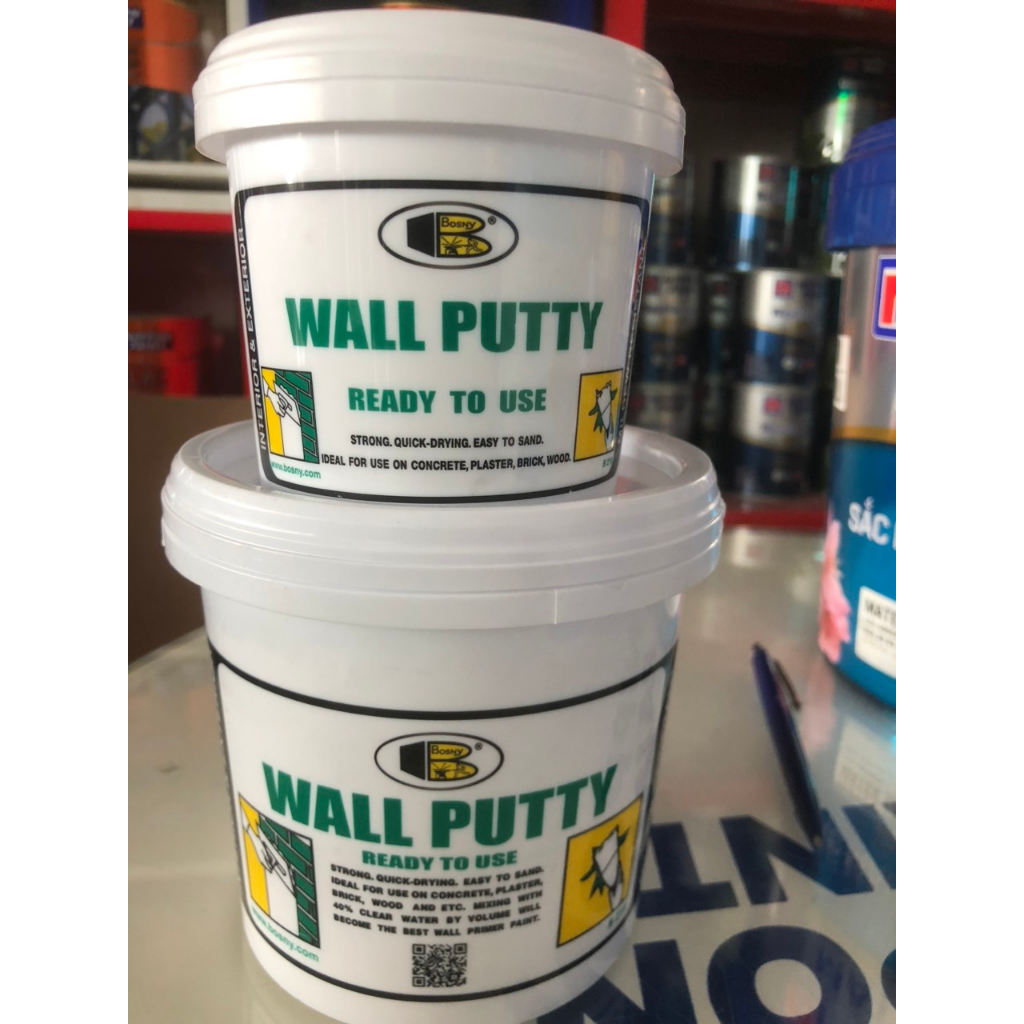 BOSNY
®
WALL PUTTY
READY TO USE
STRONG. QUICK-DRYING. EASY TO SAND.
IDEAL FOR USE ON CONCRETE, PLASTER, BRICK, WOOD.
www.bosny.com
INTERIOR & EXTERIOR
BOSNY
®
WALL PUTTY
READY TO USE
STRONG. QUICK-DRYING. EASY TO SAND.
IDEAL FOR USE ON CONCRETE, PLASTER,
BRICK, WOOD AND ETC. MIXING WITH
40% CLEAR WATER BY VOLUME WILL
BECOME THE BEST WALL PRIMER PAINT.
www.bosny.com
SẮC